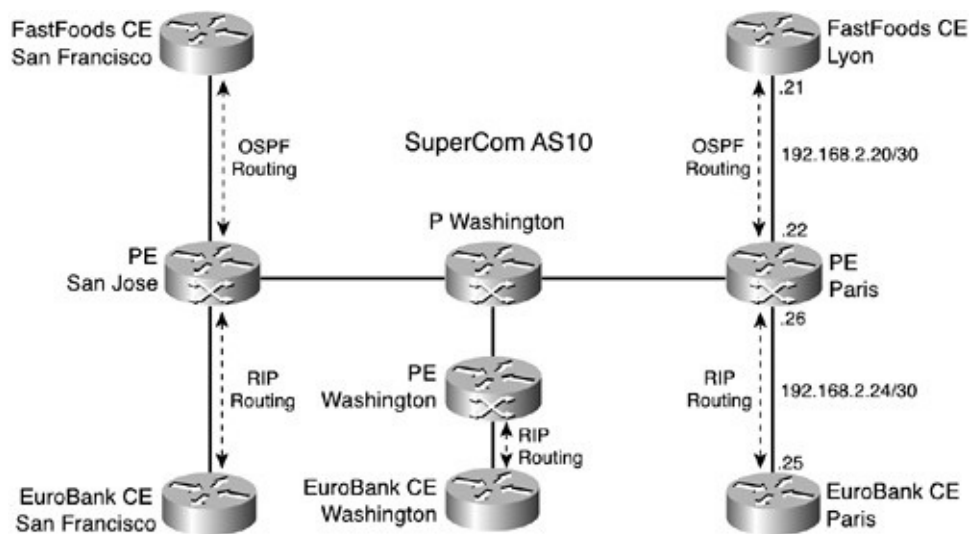 FastFoods CE
San Francisco
FastFoods CE
Lyon
.21
OSPF
Routing
SuperCom AS10
OSPF
Routing
192.168.2.20/30
P Washington
.22
PE
San Jose
PE
Paris
.26
RIP
Routing
PE
Washington
RIP
Routing
192.168.2.24/30
RIP
Routing
.25
EuroBank CE
San Francisco
EuroBank CE
Washington
EuroBank CE
Paris